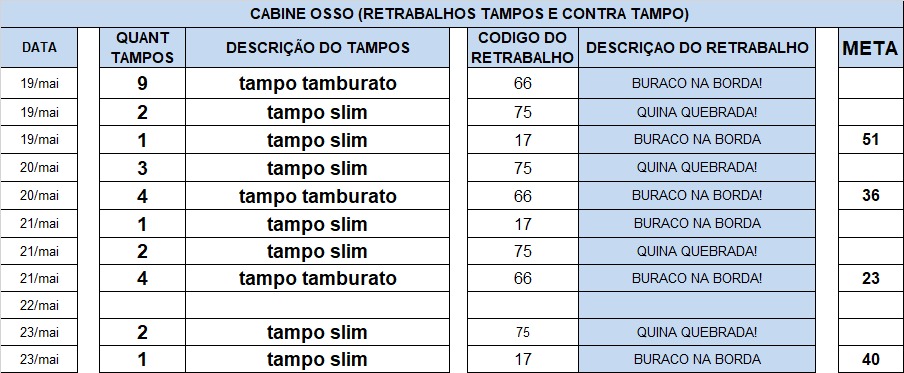 CABINE OSSO (RETRABALHOS TAMPOS E CONTRA TAMPO)
DATA QUANT TAMPOS DESCRIÇÃO DO TAMPOS CODIGO DO RETRABALHO DESCRIÇAO DO RETRABALHO META
19/mai 9 tampo tamburato 66 BURACO NA BORDA!
19/mai 2 tampo slim 75 QUINA QUEBRADA!
19/mai 1 tampo slim 17 BURACO NA BORDA 51
20/mai 3 tampo slim 75 QUINA QUEBRADA!
20/mai 4 tampo tamburato 66 BURACO NA BORDA! 36
21/mai 1 tampo slim 17 BURACO NA BORDA
21/mai 2 tampo slim 75 QUINA QUEBRADA!
21/mai 4 tampo tamburato 66 BURACO NA BORDA! 23
22/mai
23/mai 2 tampo slim 75 QUINA QUEBRADA!
23/mai 1 tampo slim 17 BURACO NA BORDA 40